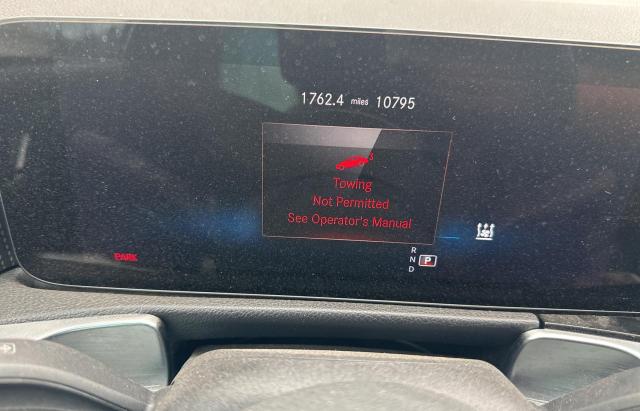 1762.4 miles 10795
Towing
Not Permitted
See Operator's Manual
R
N P
D
PARK